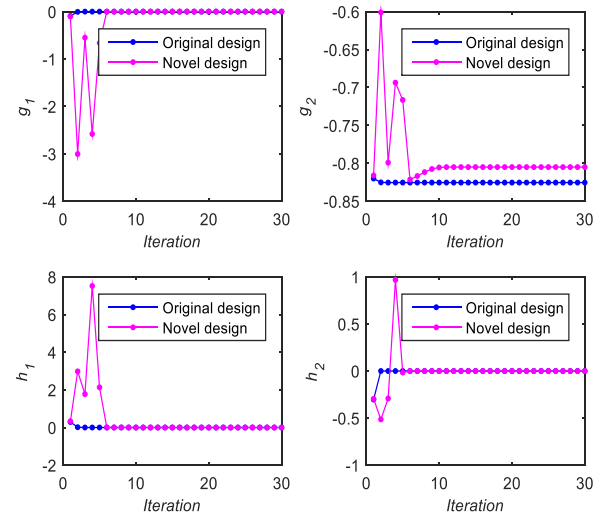 0
-1
-2
-3
-4
g1
0 10 20 30
Iteration
Original design
Novel design
-0.6
-0.65
-0.7
-0.75
-0.8
-0.85
g2
0 10 20 30
Iteration
Original design
Novel design
8
6
4
2
0
-2
h1
0 10 20 30
Iteration
Original design
Novel design
1
0.5
0
-0.5
-1
h2
0 10 20 30
Iteration
Original design
Novel design